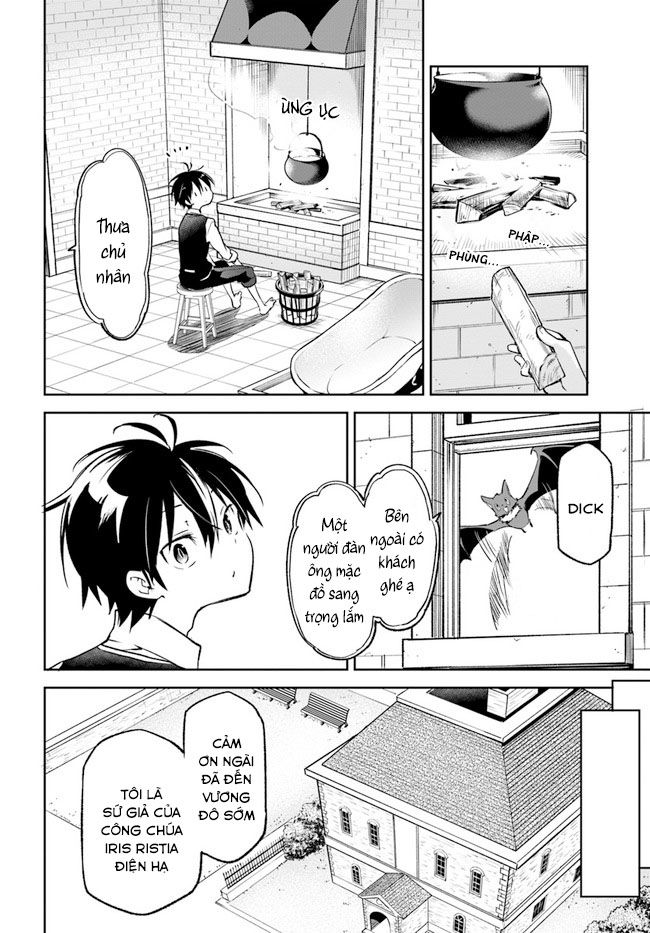 PHẬP...
PHÙNG...
ÙNG ỤC
Thưa
chủ
nhân
DICK
Bên
ngoài có
khách
ghé ạ
Một
người đàn
ông mặc
đồ sang
trọng lắm
CẢM
ƠN NGÀI
ĐÃ ĐẾN
VƯƠNG
ĐÔ SỚM
TÔI LÀ
SỨ GIẢ CỦA
CÔNG CHÚA
IRIS RISTIA
ĐIỆN HẠ